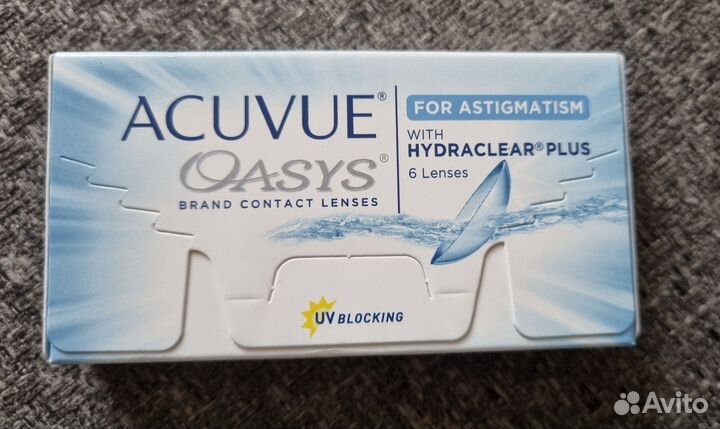 ACUVUE®
OASYS®
BRAND CONTACT LENSES
FOR ASTIGMATISM
WITH
HYDRACLEAR® PLUS
6 Lenses
UV BLOCKING
Avito